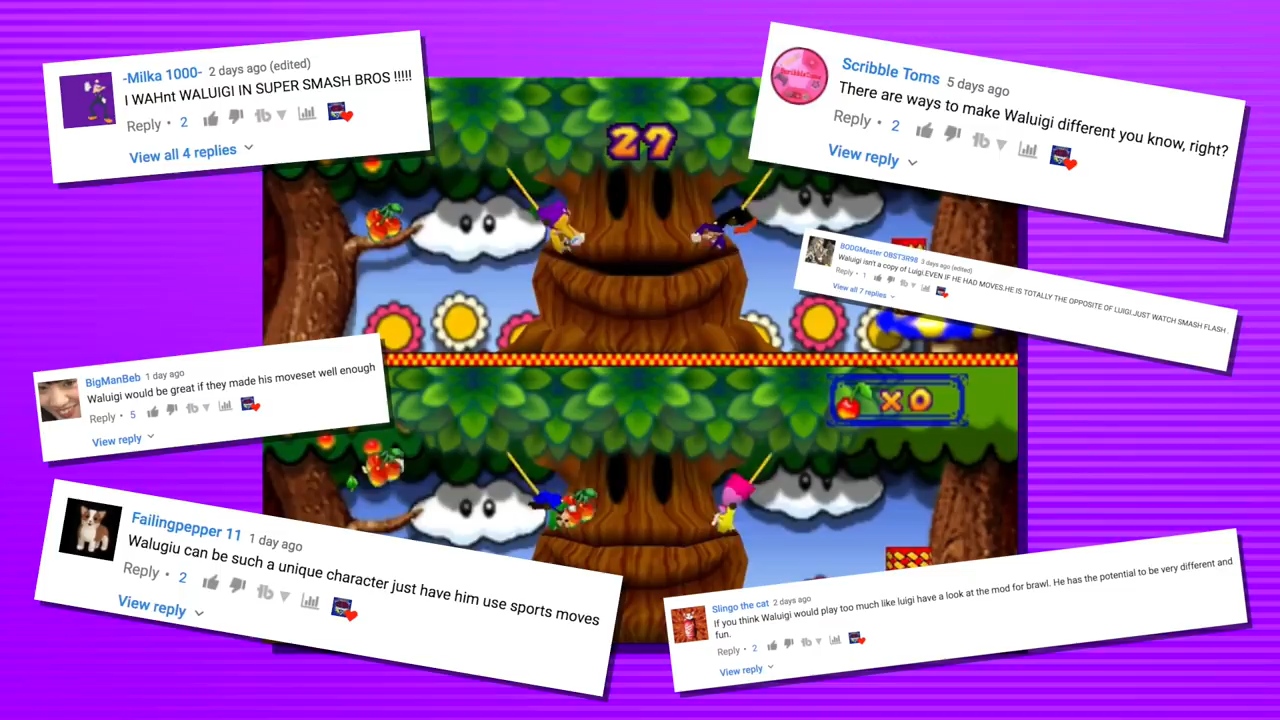 -Milka 1000- 2 days ago (edited)
I WAHnt WALUIGI IN SUPER SMASH BROS !!!!!
Reply • 2
View all 4 replies
Scribble Toms 5 days ago
There are ways to make Waluigi different you know, right?
Reply • 2
View reply
27
BODGMaster OBST3R98 3 days ago (edited)
Waluigi isn't a copy of Luigi.EVEN IF HE HAD MOVES.HE IS TOTALLY THE OPPOSITE OF LUIGI.JUST WATCH SMASH FLASH .
Reply • 1
View all 7 replies
BigManBeb 1 day ago
Waluigi would be great if they made his moveset well enough
Reply • 5
View reply
x0
Failingpepper 11 1 day ago
Walugiu can be such a unique character just have him use sports moves
Reply • 2
View reply
Slingo the cat 2 days ago
If you think Waluigi would play too much like luigi have a look at the mod for brawl. He has the potential to be very different and
fun.
Reply • 2
View reply